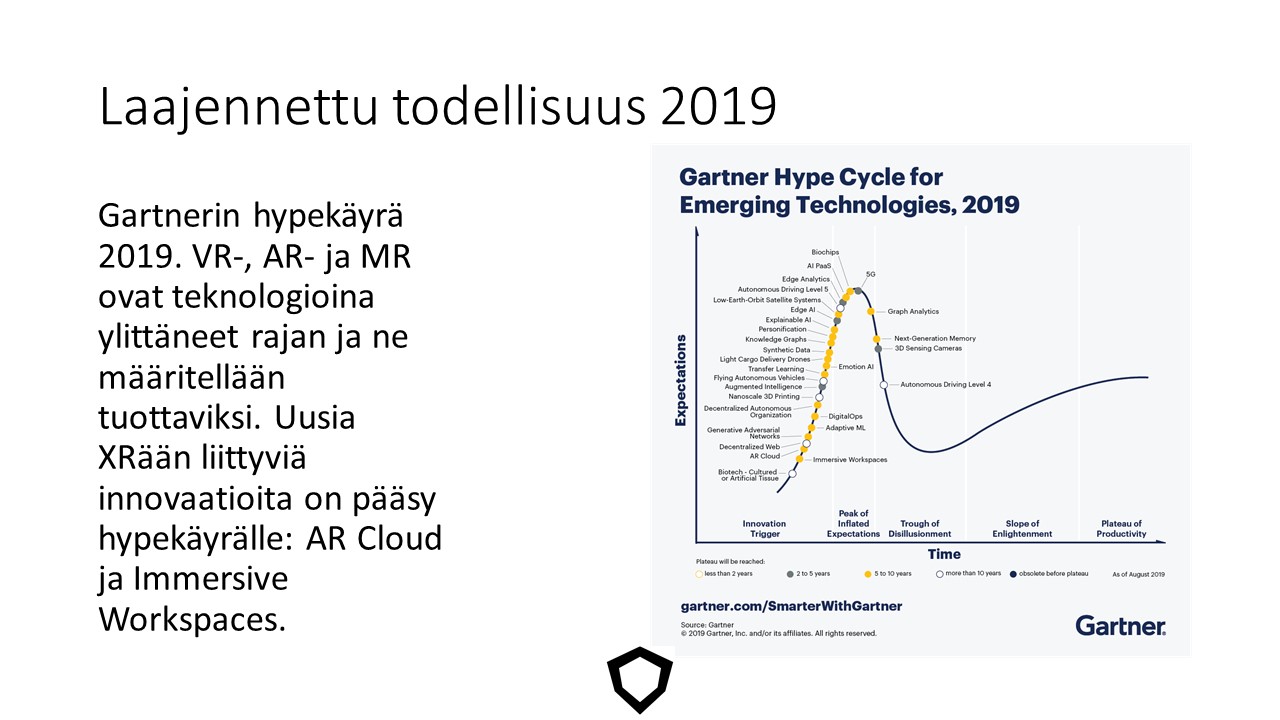 Laajennettu todellisuus 2019
Gartnerin hypekäyrä
2019. VR-, AR- ja MR
ovat teknologioina
ylittäneet rajan ja ne
määritellään
tuottaviksi. Uusia
XRään liittyviä
innovaatioita on pääsy
hypekäyrälle: AR Cloud
ja Immersive
Workspaces.
Gartner Hype Cycle for
Emerging Technologies, 2019
Expectations
Biochips
AI PaaS
Edge Analytics
Autonomous Driving Level 5
Low-Earth-Orbit Satellite Systems
Edge AI
Explainable AI
Personification
Knowledge Graphs
Synthetic Data
Light Cargo Delivery Drones
Transfer Learning
Flying Autonomous Vehicles
Augmented Intelligence
Nanoscale 3D Printing
Decentralized Autonomous
Organization
Generative Adversarial
Networks
Decentralized Web
AR Cloud
Biotech - Cultured
or Artificial Tissue
5G
Graph Analytics
Next-Generation Memory
3D Sensing Cameras
Emotion AI
Autonomous Driving Level 4
DigitalOps
Adaptive ML
Immersive Workspaces
Innovation
Trigger
Peak of
Inflated
Expectations
Trough of
Disillusionment
Slope of
Enlightenment
Plateau of
Productivity
Time
Plateau will be reached:
less than 2 years
2 to 5 years
5 to 10 years
more than 10 years
obsolete before plateau
As of August 2019
gartner.com/SmarterWithGartner
Source: Gartner
© 2019 Gartner, Inc. and/or its affiliates. All rights reserved.
Gartner.